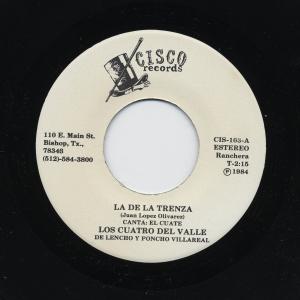 CISCO
records
110 E. Main St.
Bishop, Tx.,
78343
(512)-584-3800
CIS-165-A
ESTEREO
Ranchera
T-2:15
Ⓟ1984
LA DE LA TRENZA
(Juan Lopez Olivarez)
CANTA: EL CUATE
LOS CUATRO DEL VALLE
DE LENCHO Y PONCHO VILLAREAL